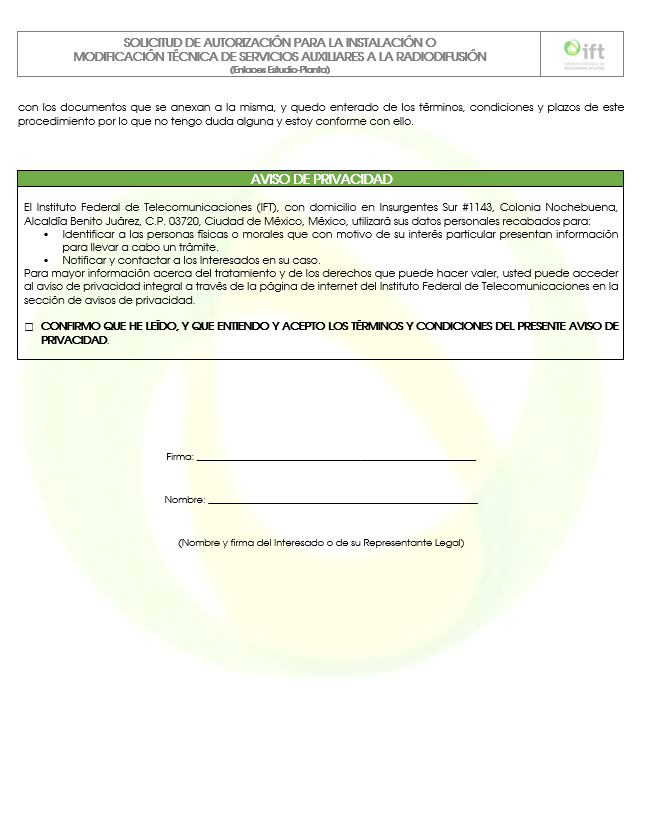 SOLICITUD DE AUTORIZACIÓN PARA LA INSTALACIÓN O
MODIFICACIÓN TÉCNICA DE SERVICIOS AUXILIARES A LA RADIODIFUSIÓN
(Enlaces Estudio-Planta)
ift
INSTITUTO FEDERAL DE
TELECOMUNICACIONES
con los documentos que se anexan a la misma, y quedo enterado de los términos, condiciones y plazos de este
procedimiento por lo que no tengo duda alguna y estoy conforme con ello.
AVISO DE PRIVACIDAD
El Instituto Federal de Telecomunicaciones (IFT), con domicilio en Insurgentes Sur #1143, Colonia Nochebuena,
Alcaldía Benito Juárez, C.P. 03720, Ciudad de México, México, utilizará sus datos personales recabados para:
• Identificar a las personas físicas o morales que con motivo de su interés particular presentan información
para llevar a cabo un trámite.
• Notificar y contactar a los Interesados en su caso.
Para mayor información acerca del tratamiento y de los derechos que puede hacer valer, usted puede acceder
al aviso de privacidad integral a través de la página de internet del Instituto Federal de Telecomunicaciones en la
sección de avisos de privacidad.
☐ CONFIRMO QUE HE LEÍDO, Y QUE ENTIENDO Y ACEPTO LOS TÉRMINOS Y CONDICIONES DEL PRESENTE AVISO DE
PRIVACIDAD.
Firma:
Nombre:
(Nombre y firma del Interesado o de su Representante Legal)